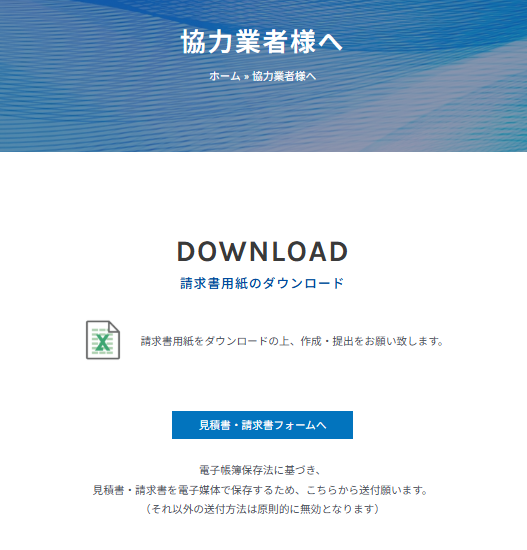 協力業者様へ
ホーム » 協力業者様へ
DOWNLOAD
請求書用紙のダウンロード
X
請求書用紙をダウンロードの上、作成・提出をお願い致します。
見積書・請求書フォームへ
電子帳簿保存法に基づき、
見積書・請求書を電子媒体で保存するため、こちらから送付願います。
（それ以外の送付方法は原則的に無効となります）